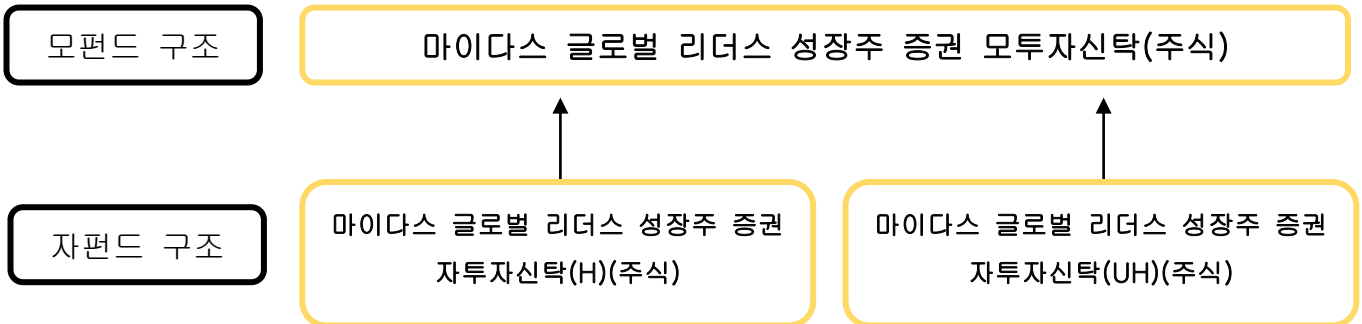 모펀드 구조
마이다스 글로벌 리더스 성장주 증권 모투자신탁(주식)
자펀드 구조
마이다스 글로벌 리더스 성장주 증권
자투자신탁(H)(주식)
마이다스 글로벌 리더스 성장주 증권
자투자신탁(UH)(주식)